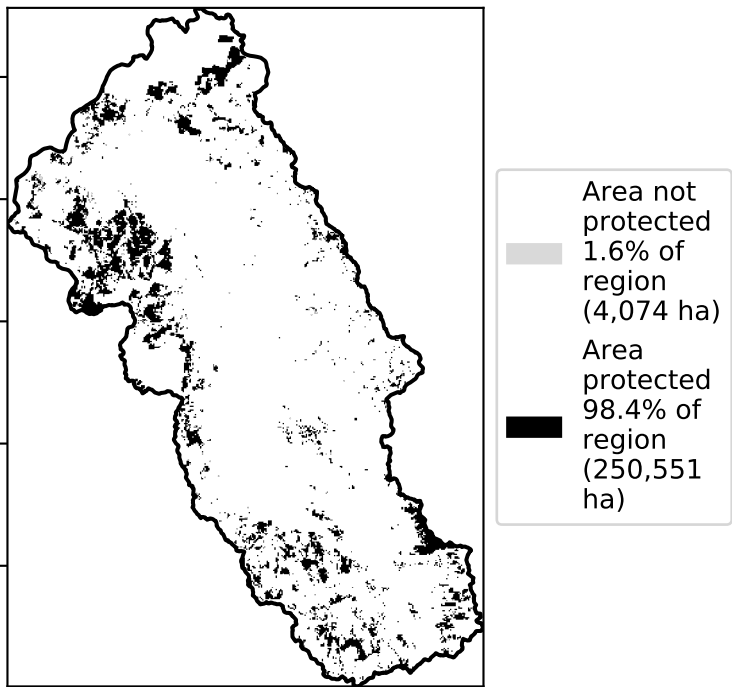 Area not
protected
1.6% of
region
(4,074 ha)
Area
protected
98.4% of
region
(250,551
ha)